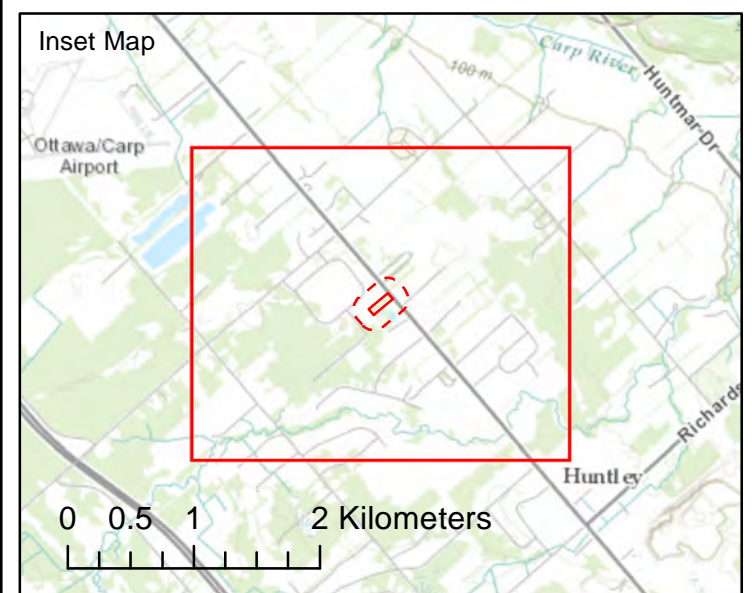 Inset Map
100 m
Carp River
Huntmar-Dr
Ottawa/Carp
Airport
Richards
Huntley
0 0.5 1 2 Kilometers